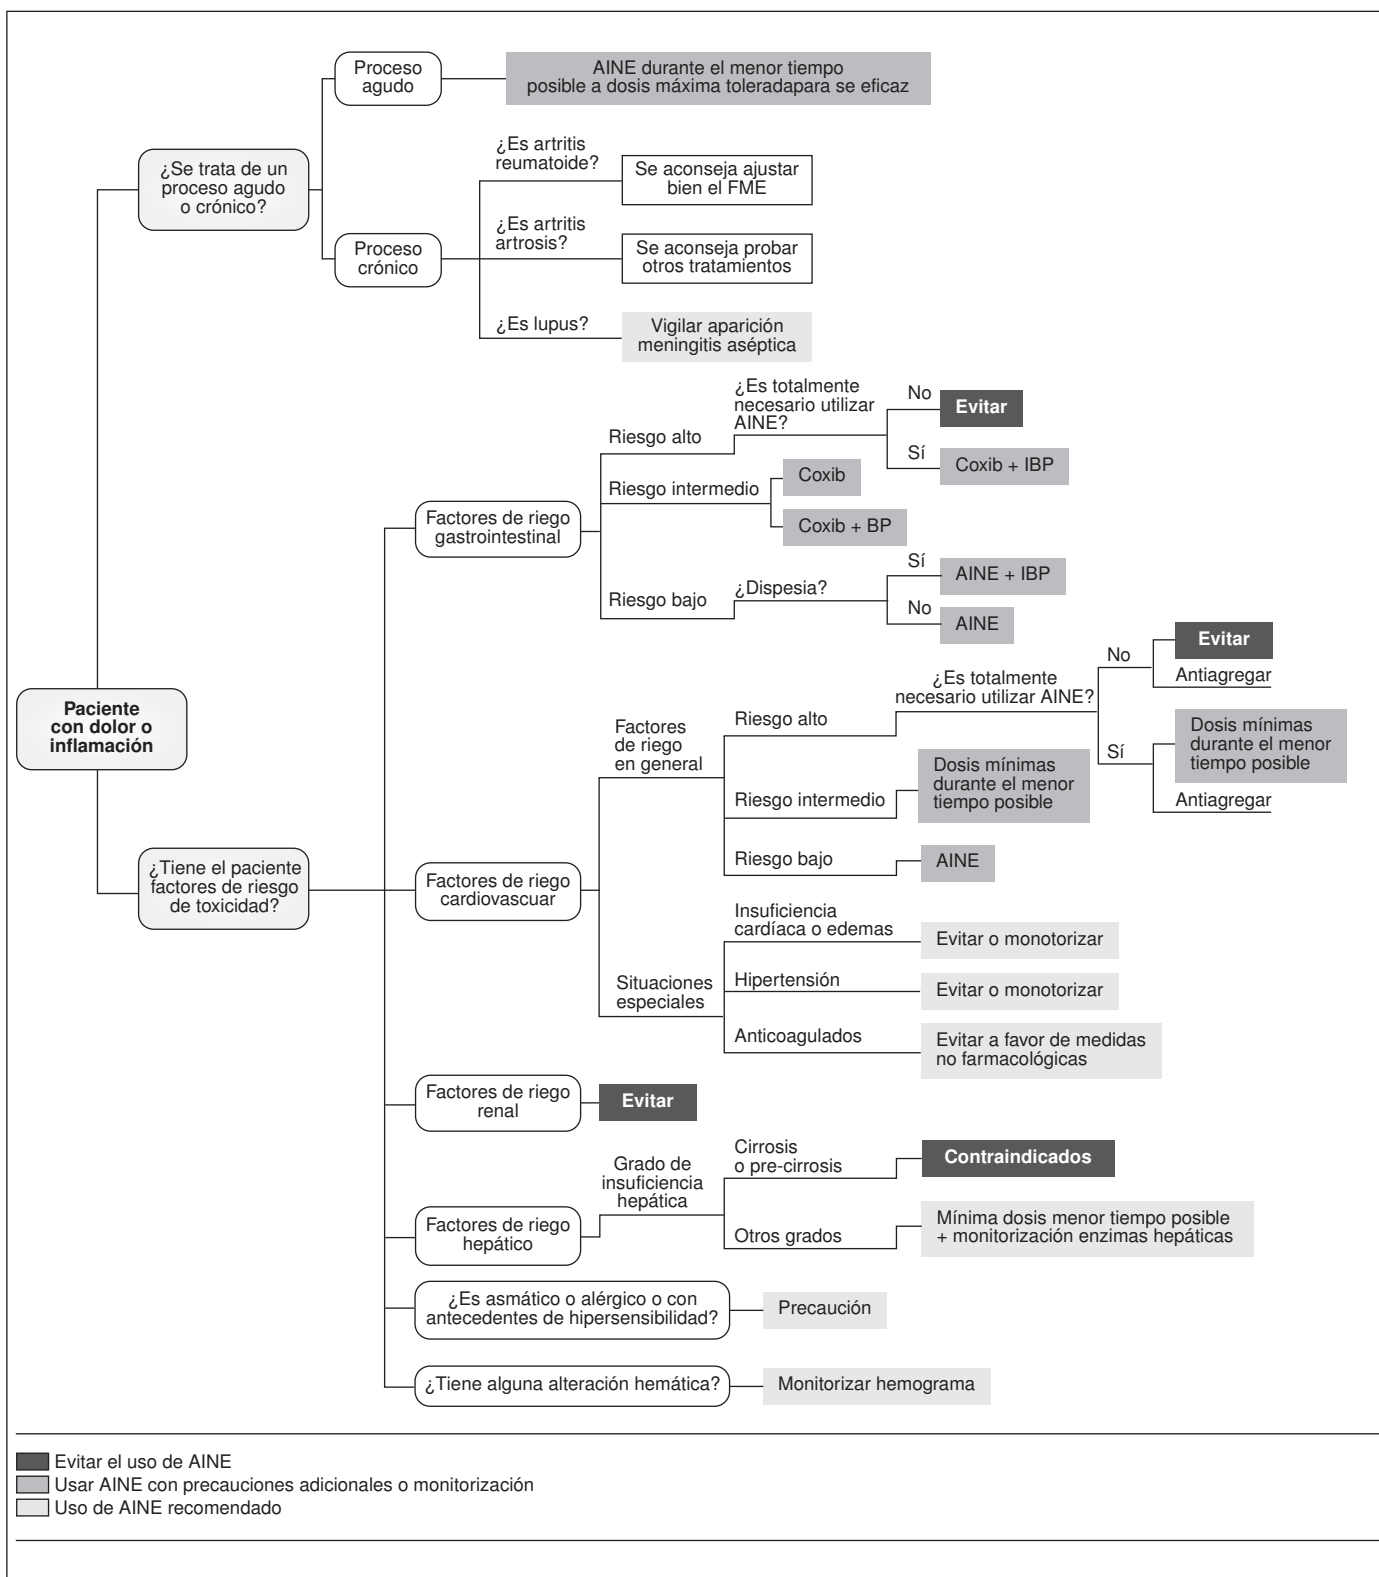 Proceso
agudo
AINE durante el menor tiempo
posible a dosis máxima toleradapara se eficaz
¿Se trata de un
proceso agudo
o crónico?
¿Es artritis
reumatoide?
Se aconseja ajustar
bien el FME
Proceso
crónico
¿Es artritis
artrosis?
Se aconseja probar
otros tratamientos
¿Es lupus?
Vigilar aparición
meningitis aséptica
Paciente
con dolor o
inflamación
¿Tiene el paciente
factores de riesgo
de toxicidad?
Factores de riego
gastrointestinal
Riesgo alto
¿Es totalmente
necesario utilizar
AINE?
No
Evitar
Sí
Coxib + IBP
Riesgo intermedio
Coxib
Coxib + BP
Riesgo bajo
¿Dispesia?
Sí
AINE + IBP
No
AINE
Factores de riego
cardiovascuar
Factores
de riego
en general
Riesgo alto
¿Es totalmente
necesario utilizar AINE?
No
Evitar
Antiagregar
Sí
Dosis mínimas
durante el menor
tiempo posible
Antiagregar
Riesgo intermedio
Dosis mínimas
durante el menor
tiempo posible
Riesgo bajo
AINE
Situaciones
especiales
Insuficiencia
cardíaca o edemas
Evitar o monotorizar
Hipertensión
Evitar o monotorizar
Anticoagulados
Evitar a favor de medidas
no farmacológicas
Factores de riego
renal
Evitar
Factores de riego
hepático
Grado de
insuficiencia
hepática
Cirrosis
o pre-cirrosis
Contraindicados
Otros grados
Mínima dosis menor tiempo posible
+ monitorización enzimas hepáticas
¿Es asmático o alérgico o con
antecedentes de hipersensibilidad?
Precaución
¿Tiene alguna alteración hemática?
Monitorizar hemograma
Evitar el uso de AINE
Usar AINE con precauciones adicionales o monitorización
Uso de AINE recomendado